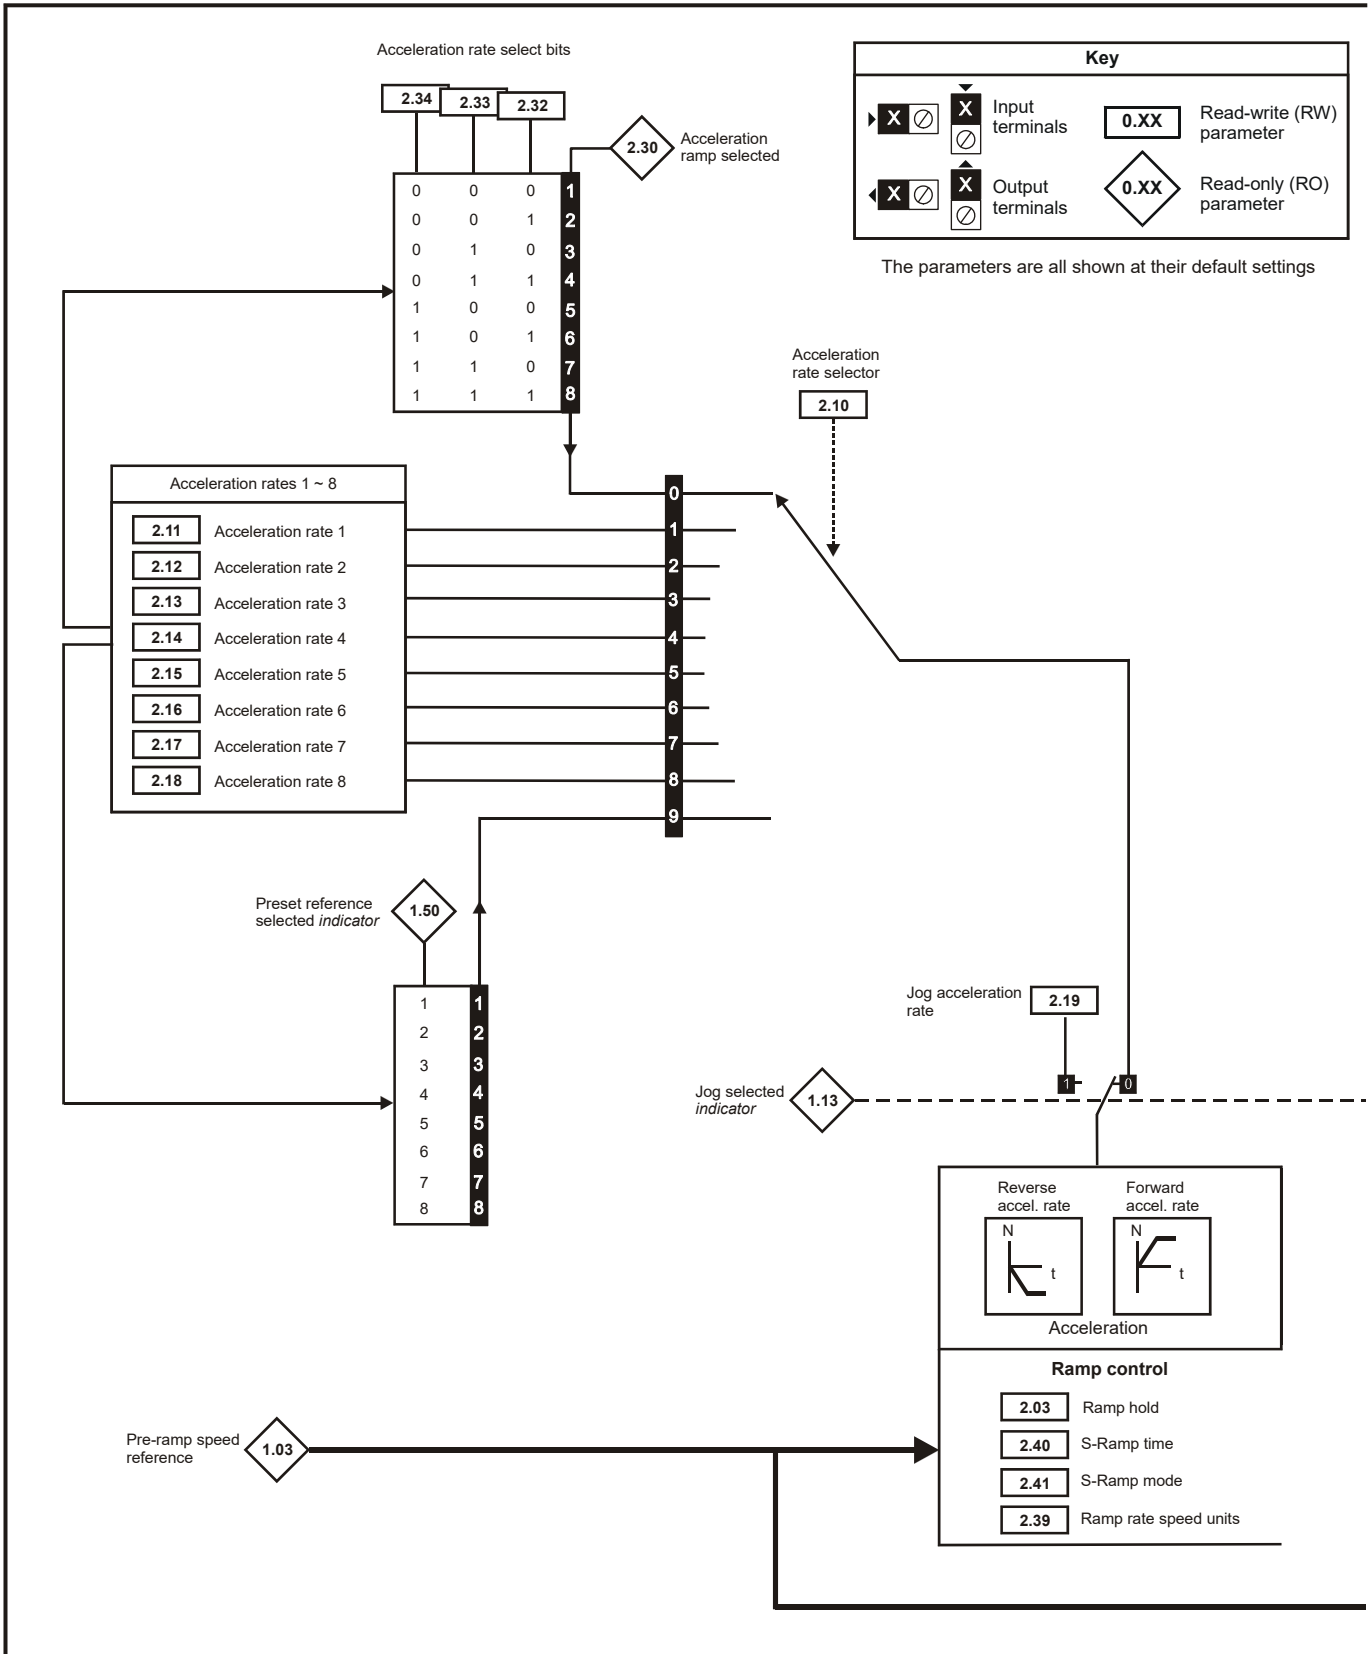 Acceleration rate select bits
2.34 2.33 2.32
2.30
Acceleration
ramp selected
0 0 0 1
0 0 1 2
0 1 0 3
0 1 1 4
1 0 0 5
1 0 1 6
1 1 0 7
1 1 1 8
Key
X
X
Input
terminals
0.XX
Read-write (RW)
parameter
X
X
Output
terminals
0.XX
Read-only (RO)
parameter
The parameters are all shown at their default settings
Acceleration
rate selector
2.10
Acceleration rates 1 ~ 8
2.11 Acceleration rate 1
2.12 Acceleration rate 2
2.13 Acceleration rate 3
2.14 Acceleration rate 4
2.15 Acceleration rate 5
2.16 Acceleration rate 6
2.17 Acceleration rate 7
2.18 Acceleration rate 8
0
1
2
3
4
5
6
7
8
9
Preset reference
selected indicator
1.50
1 1
2 2
3 3
4 4
5 5
6 6
7 7
8 8
Jog acceleration
rate
2.19
1 0
Jog selected
indicator
1.13
Reverse
accel. rate
N
t
Forward
accel. rate
N
t
Acceleration
Ramp control
2.03 Ramp hold
2.40 S-Ramp time
2.41 S-Ramp mode
2.39 Ramp rate speed units
Pre-ramp speed
reference
1.03